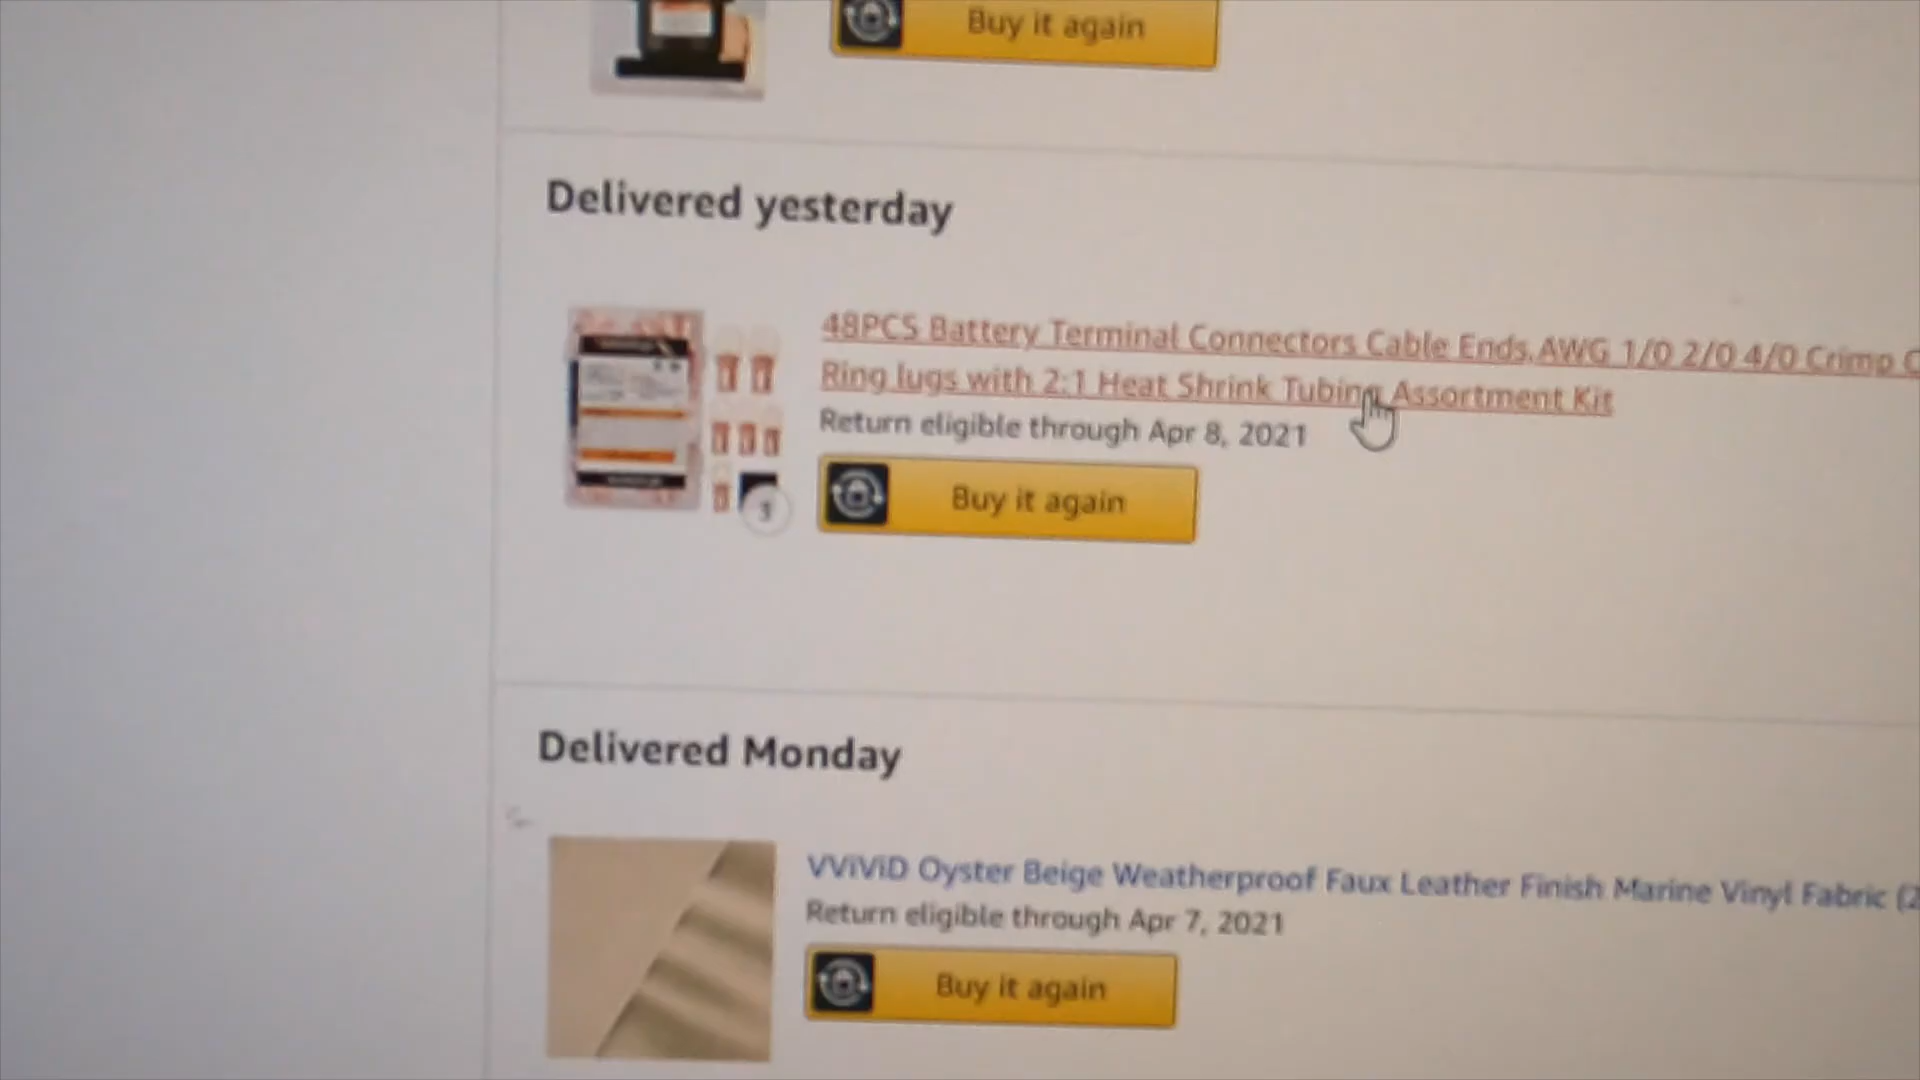 Buy it again
Delivered yesterday
48PCS Battery Terminal Connectors Cable Ends,AWG 1/0 2/0 4/0 Crimp C
Ring lugs with 2:1 Heat Shrink Tubing Assortment Kit
Return eligible through Apr 8, 2021
3
Buy it again
Delivered Monday
VViViD Oyster Beige Weatherproof Faux Leather Finish Marine Vinyl Fabric (2
Return eligible through Apr 7, 2021
Buy it again